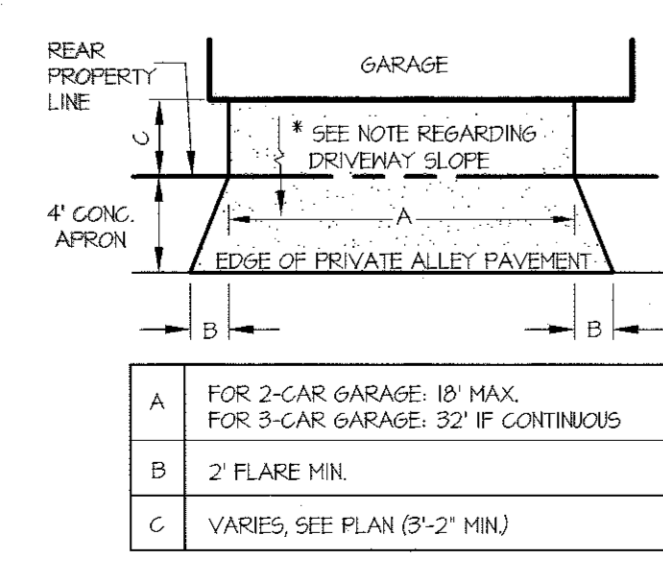 REAR
PROPERTY
LINE
GARAGE
C
* SEE NOTE REGARDING
DRIVEWAY SLOPE
4' CONC.
APRON
A
EDGE OF PRIVATE ALLEY PAVEMENT
B
B
A
FOR 2-CAR GARAGE: 18' MAX.
FOR 3-CAR GARAGE: 32' IF CONTINUOUS
B
2' FLARE MIN.
C
VARIES, SEE PLAN (3'-2" MIN.)